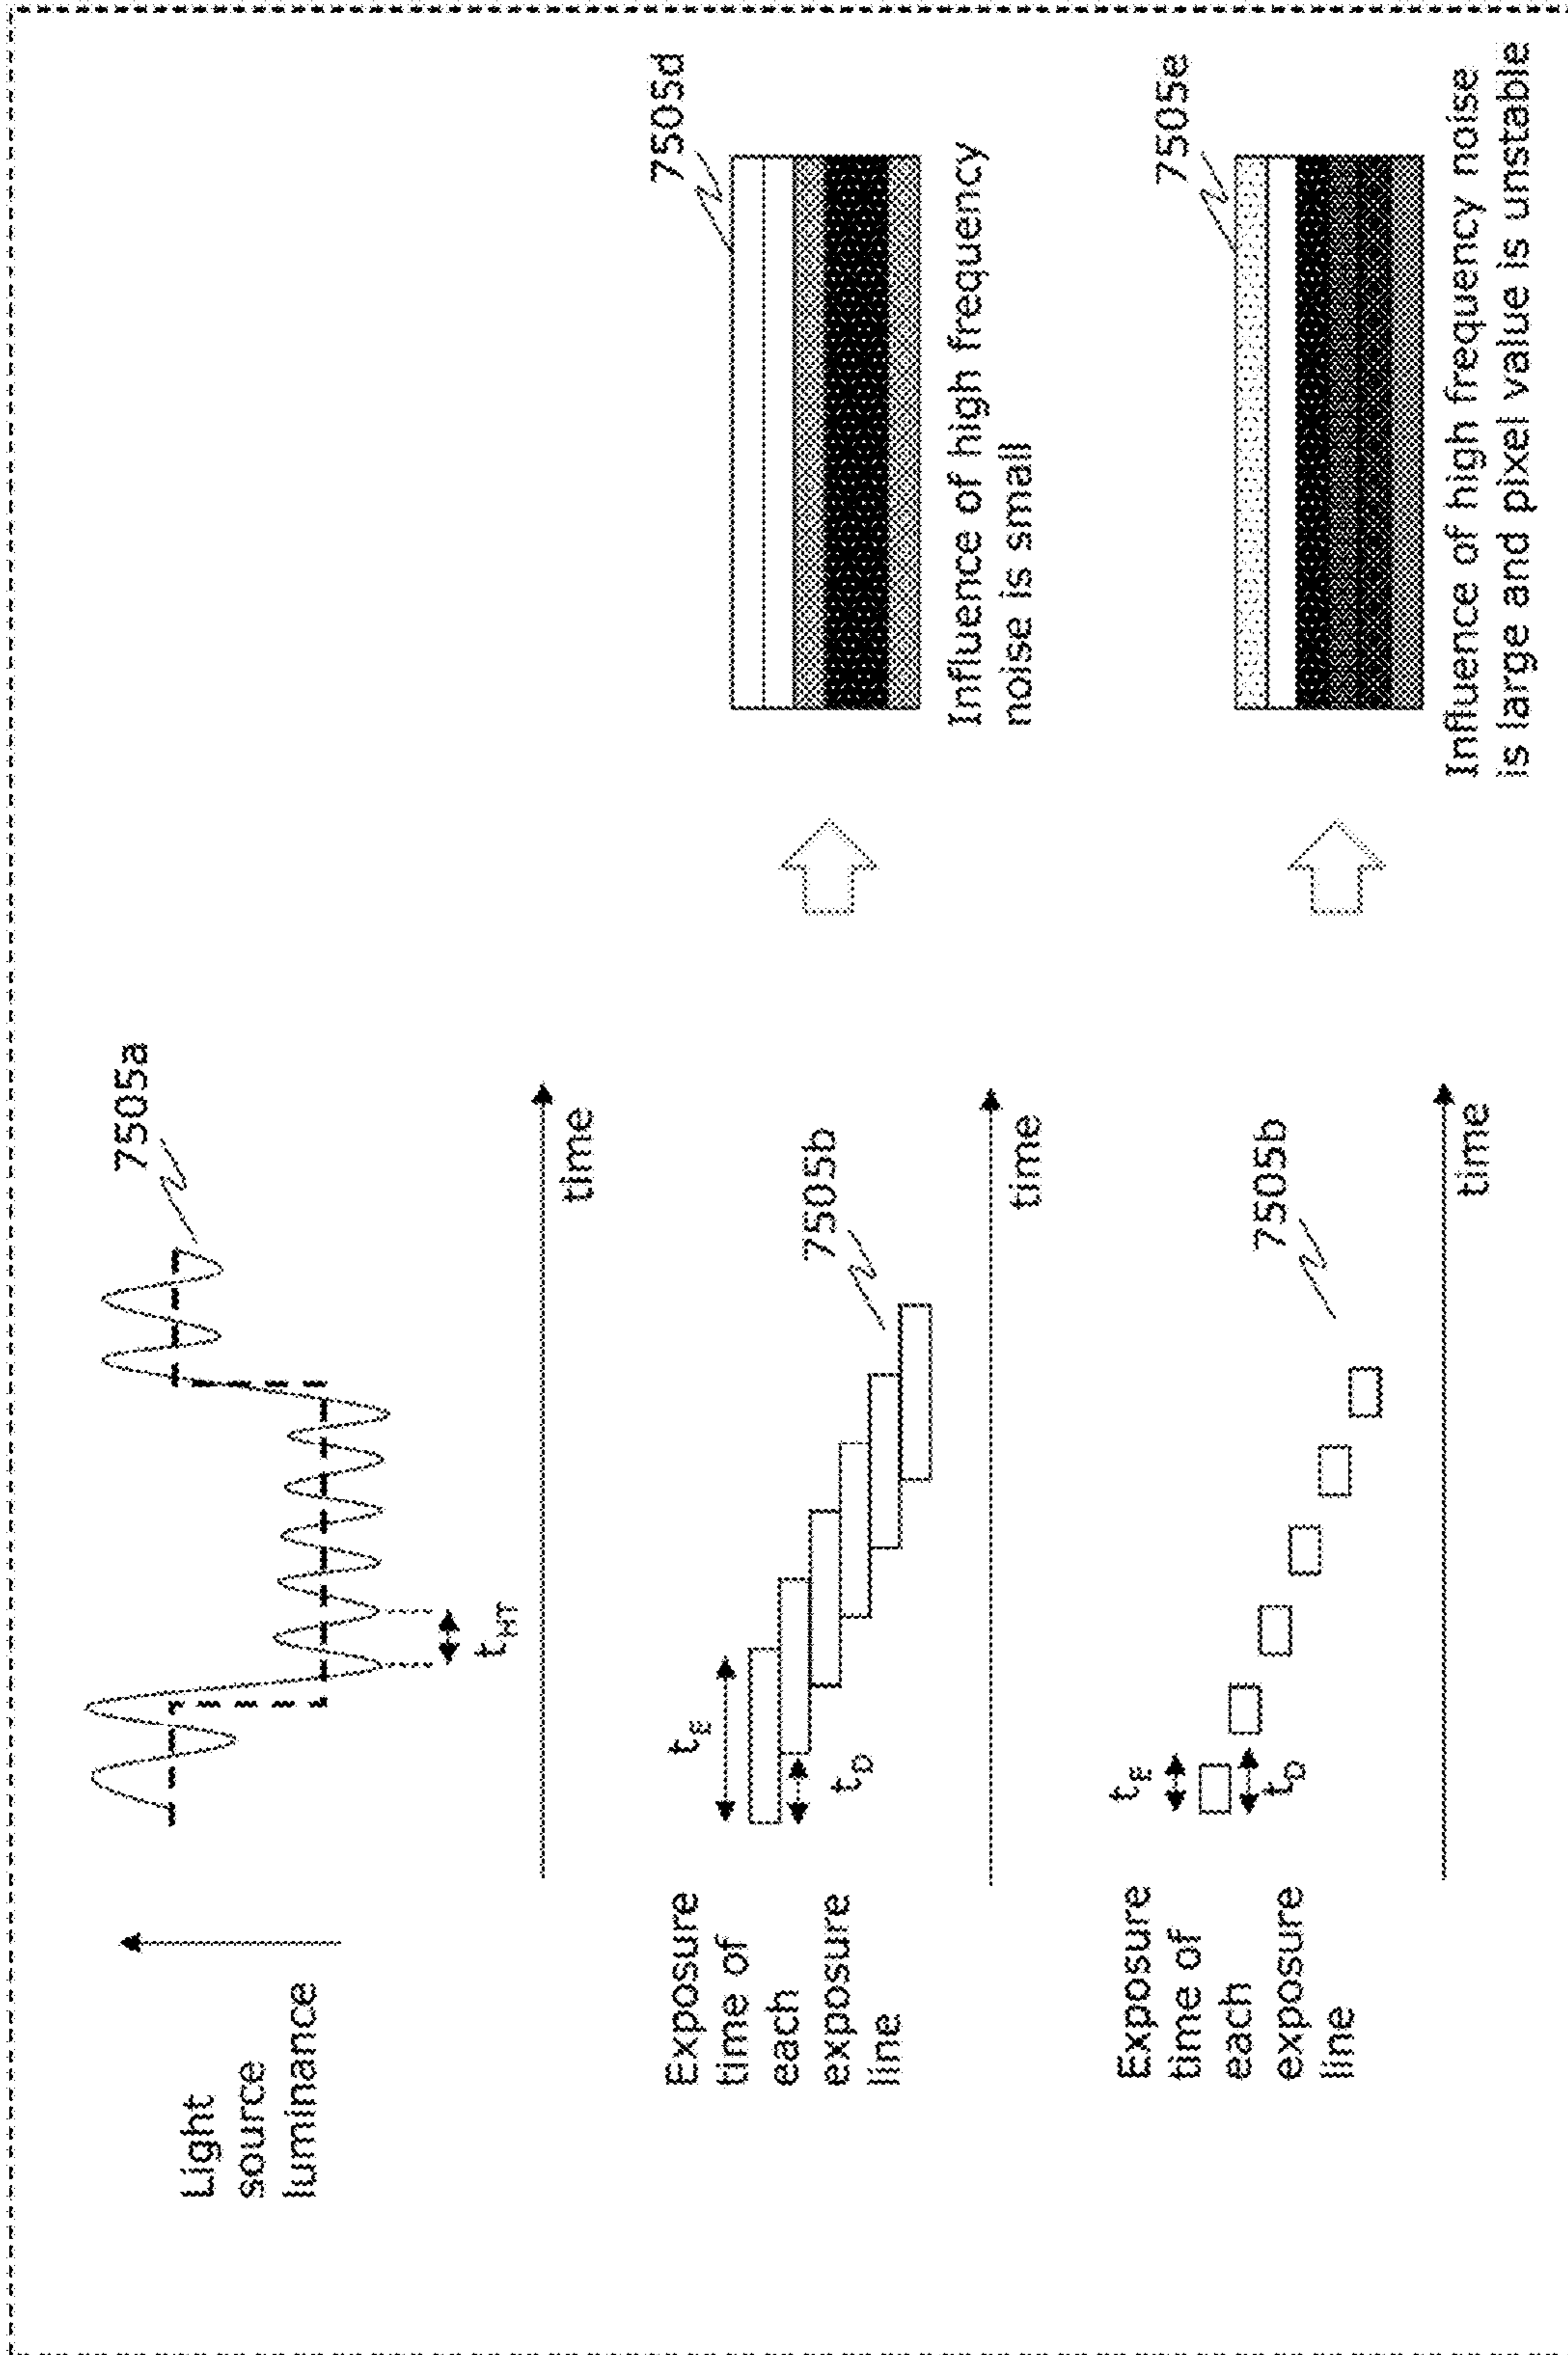 Light
source
luminance
7505a
t_HT
time
Exposure
time of
each
exposure
line
t_E
t_D
7505b
time
7505d
Influence of high frequency
noise is small
Exposure
time of
each
exposure
line
t_E
t_D
7505b
time
7505e
Influence of high frequency noise
is large and pixel value is unstable